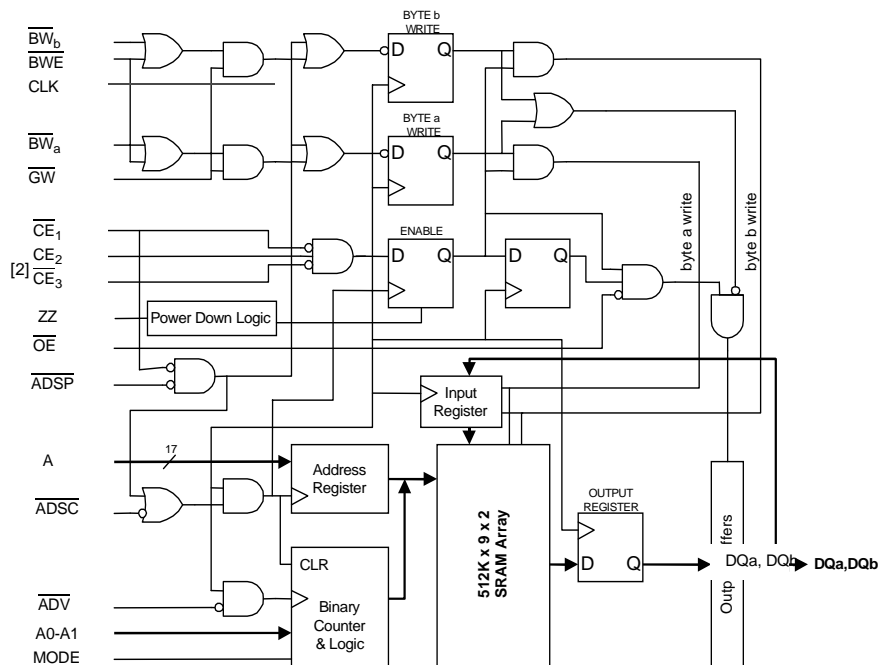 BYTE b
WRITE
BWb
BWE
D Q
CLK
BYTE a
WRITE
BWa
D Q
GW
byte a write
byte b write
CE1
ENABLE
CE2
[2] CE3
D Q
D Q
ZZ
Power Down Logic
OE
ADSP
Input
Register
A
17
Address
Register
ADSC
OUTPUT
REGISTER
512K x 9 x 2
SRAM Array
D Q
DQa, DQb
DQa,DQb
CLR
ADV
Binary
Counter
& Logic
A0-A1
MODE